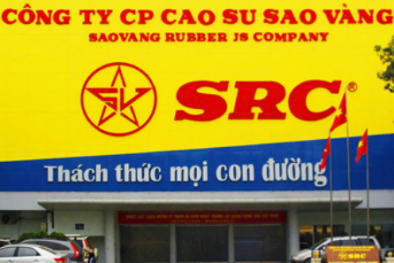 CÔNG TY CP CAO SU SAO VÀNG
SAOVANG RUBBER JS COMPANY
SRC®
Thách thức mọi con đường